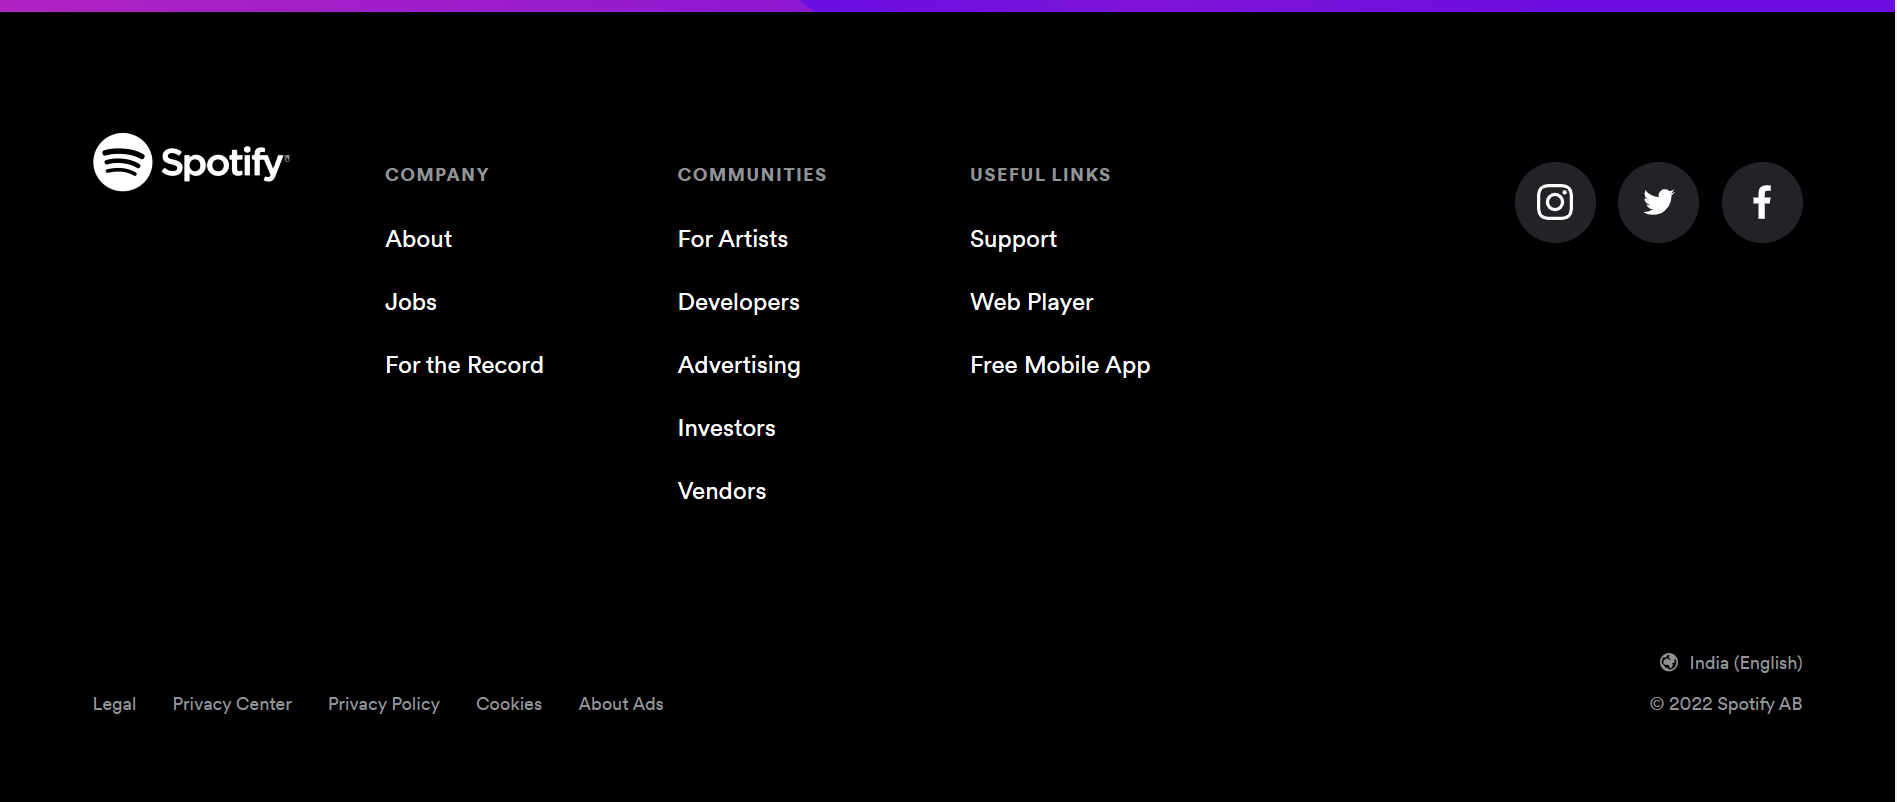 Spotify®
COMPANY
About
Jobs
For the Record
COMMUNITIES
For Artists
Developers
Advertising
Investors
Vendors
USEFUL LINKS
Support
Web Player
Free Mobile App
India (English)
Legal Privacy Center Privacy Policy Cookies About Ads
© 2022 Spotify AB